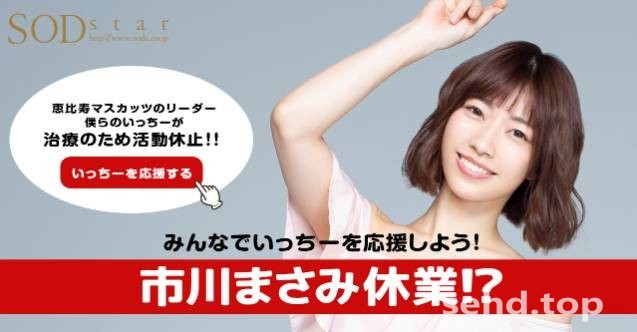 SODstar
http://www.sodc.co.jp
恵比寿マスカッツのリーダー
僕らのいっちーが
治療のため活動休止!!
いっちーを応援する
みんなでいっちーを応援しよう!
市川まさみ休業!?
send.top